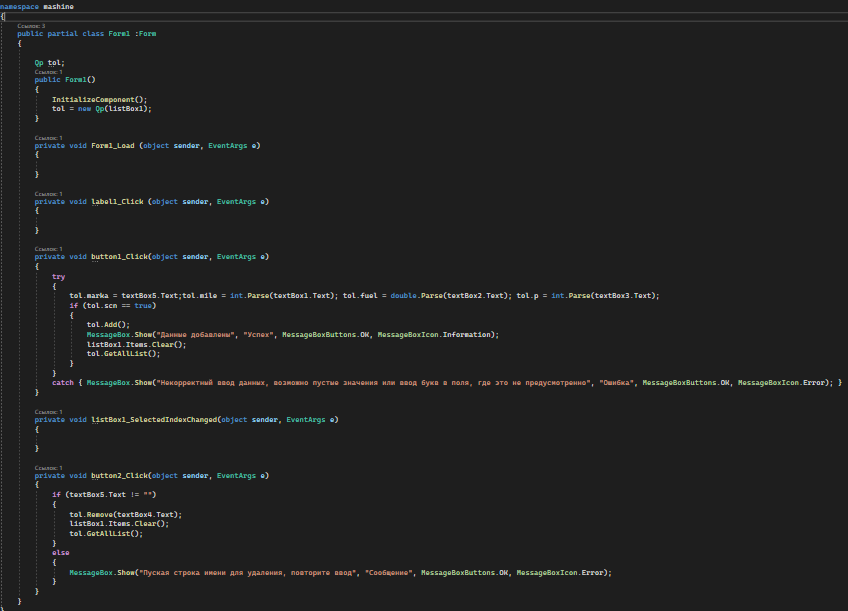 namespace mashine
{
Ссылок: 3
public partial class Form1 :Form
{
Qp tol;
Ссылок: 1
public Form1()
{
InitializeComponent();
tol = new Qp(listBox1);
}
Ссылок: 1
private void Form1_Load (object sender, EventArgs e)
{
}
Ссылок: 1
private void label1_Click (object sender, EventArgs e)
{
}
Ссылок: 1
private void button1_Click(object sender, EventArgs e)
{
try
{
tol.marka = textBox5.Text;tol.mile = int.Parse(textBox1.Text); tol.fuel = double.Parse(textBox2.Text); tol.p = int.Parse(textBox3.Text);
if (tol.scn == true)
{
tol.Add();
MessageBox.Show("Данные добавлены", "Успех", MessageBoxButtons.OK, MessageBoxIcon.Information);
listBox1.Items.Clear();
tol.GetAllList();
}
}
catch { MessageBox.Show("Некорректный ввод данных, возможно пустые значения или ввод букв в поля, где это не предусмотренно", "Ошибка", MessageBoxButtons.OK, MessageBoxIcon.Error); }
}
Ссылок: 1
private void listBox1_SelectedIndexChanged(object sender, EventArgs e)
{
}
Ссылок: 1
private void button2_Click(object sender, EventArgs e)
{
if (textBox5.Text != "")
{
tol.Remove(textBox4.Text);
listBox1.Items.Clear();
tol.GetAllList();
}
else
{
MessageBox.Show("Пуская строка имени для удаления, повторите ввод", "Сообщение", MessageBoxButtons.OK, MessageBoxIcon.Error);
}
}
}
}